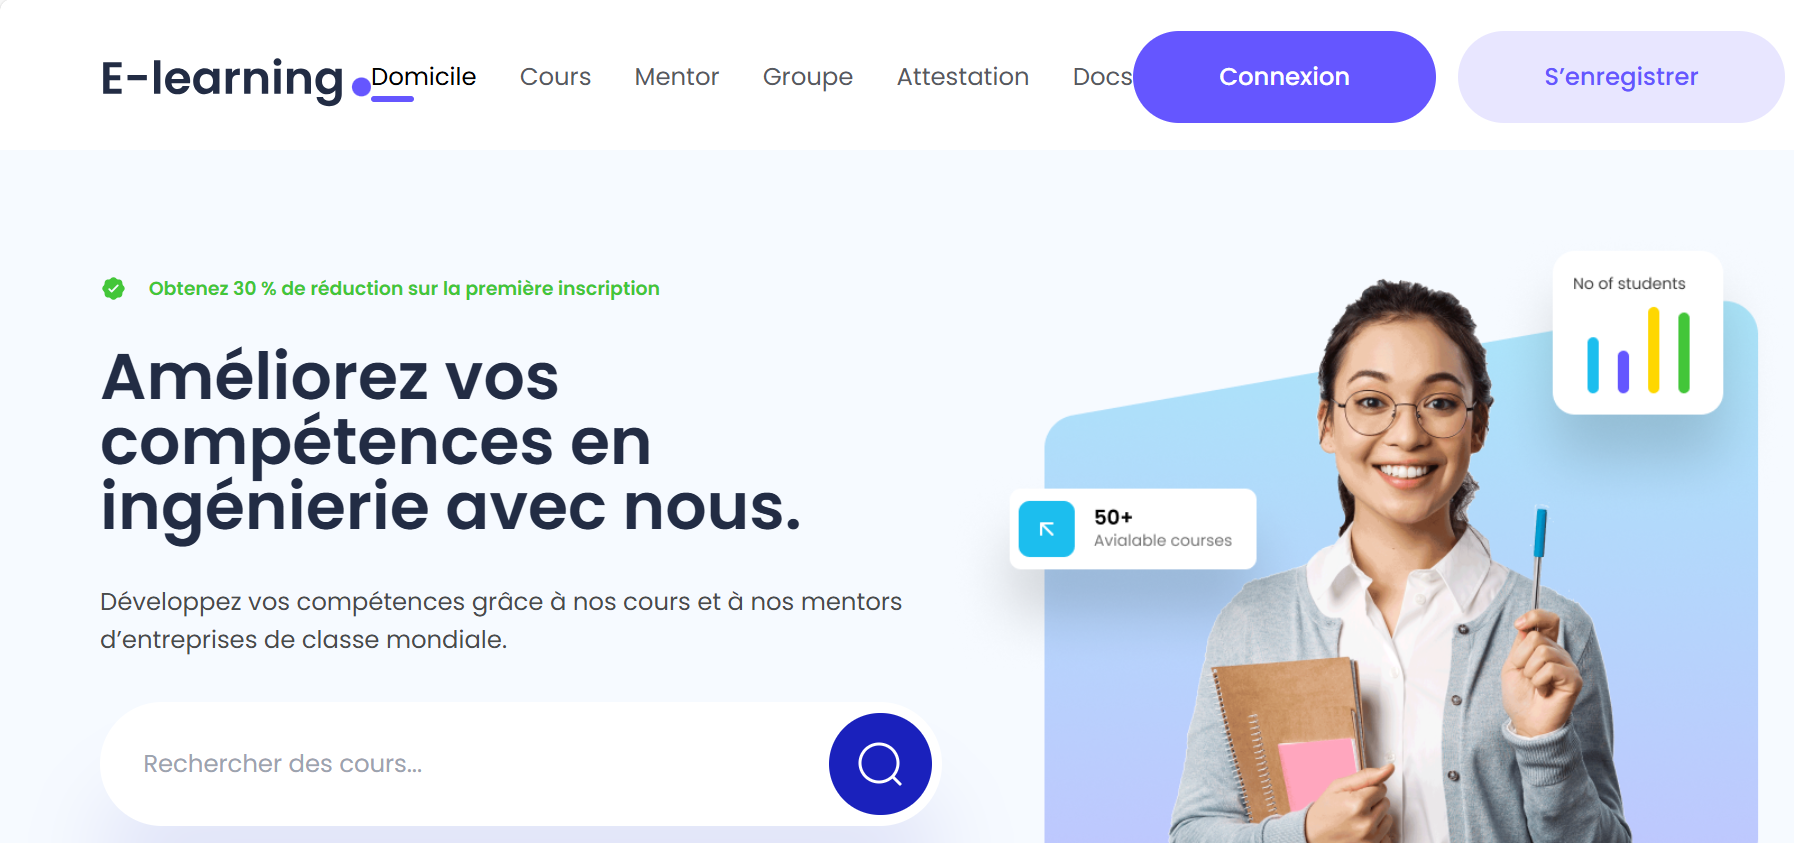 E-learning
Domicile
Cours
Mentor
Groupe
Attestation
Docs
Connexion
S’enregistrer
Obtenez 30 % de réduction sur la première inscription
Améliorez vos
compétences en
ingénierie avec nous.
Développez vos compétences grâce à nos cours et à nos mentors
d’entreprises de classe mondiale.
Rechercher des cours...
No of students
50+
Avialable courses